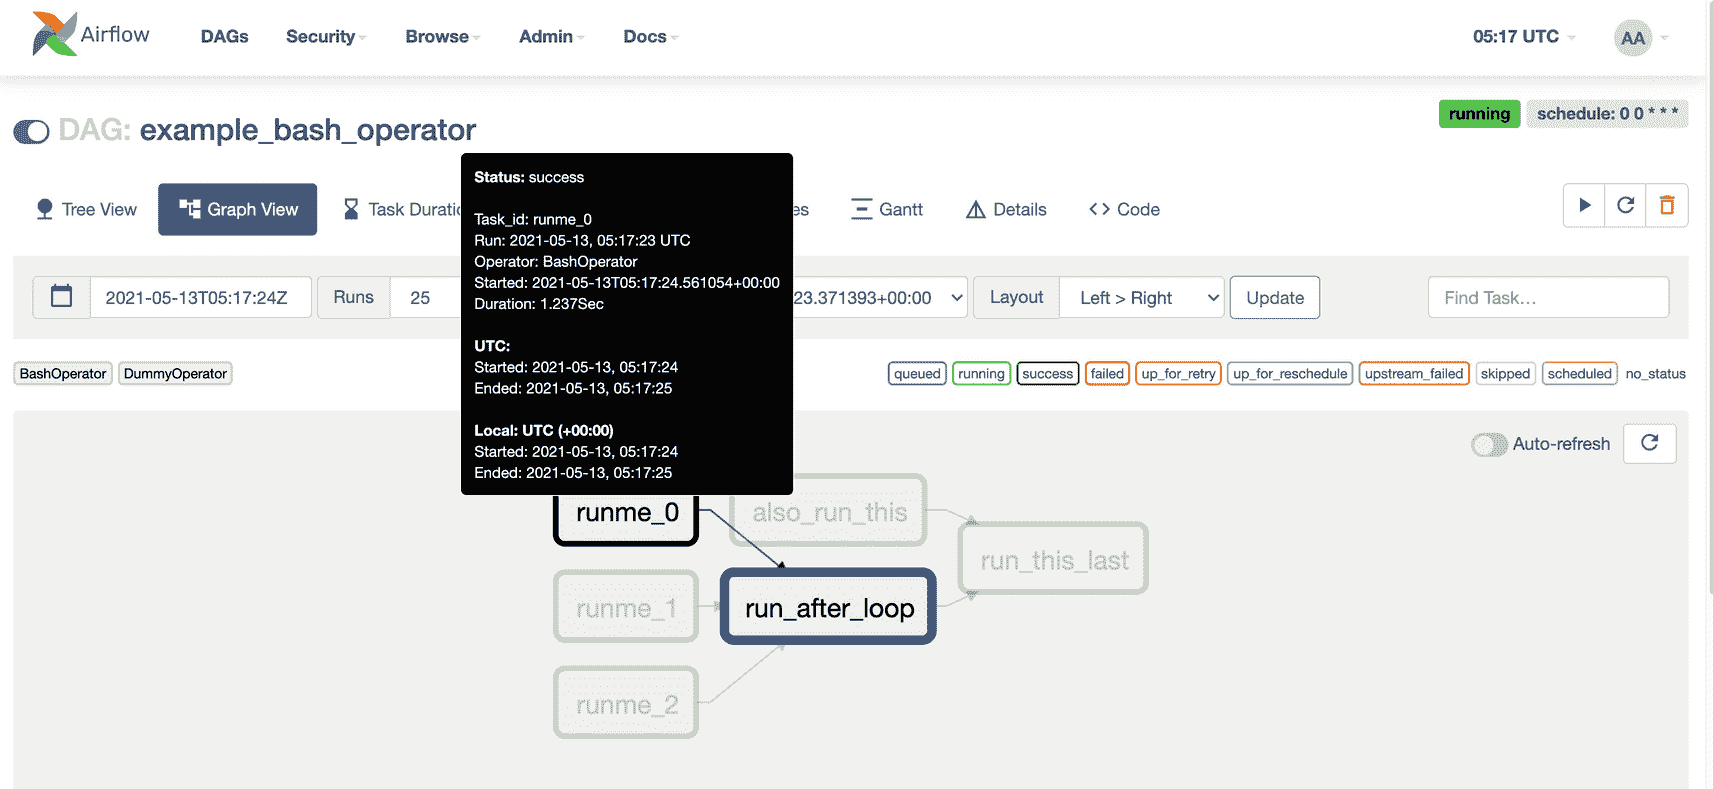 Airflow DAGs Security Browse Admin Docs 05:17 UTC AA
running schedule: 0 0 * * *
DAG: example_bash_operator
Tree View Graph View Task Duratio es Gantt Details Code
2021-05-13T05:17:24Z Runs 25 23.371393+00:00 Layout Left > Right Update Find Task...
Status: success
Task_id: runme_0
Run: 2021-05-13, 05:17:23 UTC
Operator: BashOperator
Started: 2021-05-13T05:17:24.561054+00:00
Duration: 1.237Sec
UTC:
Started: 2021-05-13, 05:17:24
Ended: 2021-05-13, 05:17:25
Local: UTC (+00:00)
Started: 2021-05-13, 05:17:24
Ended: 2021-05-13, 05:17:25
BashOperator DummyOperator queued running success failed up_for_retry up_for_reschedule upstream_failed skipped scheduled no_status
Auto-refresh
runme_0 also_run_this
run_this_last
runme_1 run_after_loop
runme_2